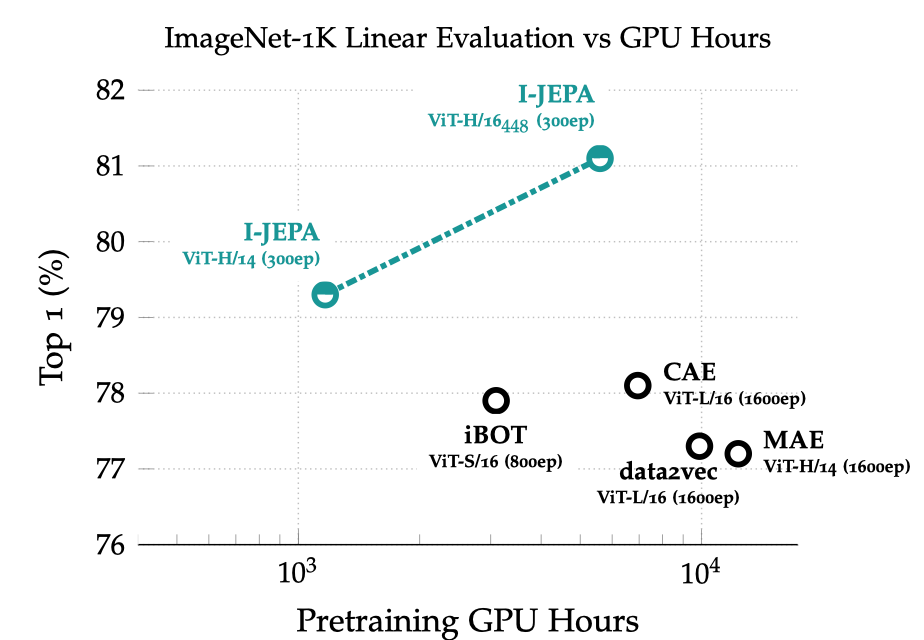 ImageNet-1K Linear Evaluation vs GPU Hours
82
I-JEPA
ViT-H/16448 (300ep)
81
I-JEPA
ViT-H/14 (300ep)
80
79
Top 1 (%)
78
CAE
ViT-L/16 (1600ep)
iBOT
ViT-S/16 (800ep)
MAE
ViT-H/14 (1600ep)
77
data2vec
ViT-L/16 (1600ep)
76
10³
10⁴
Pretraining GPU Hours